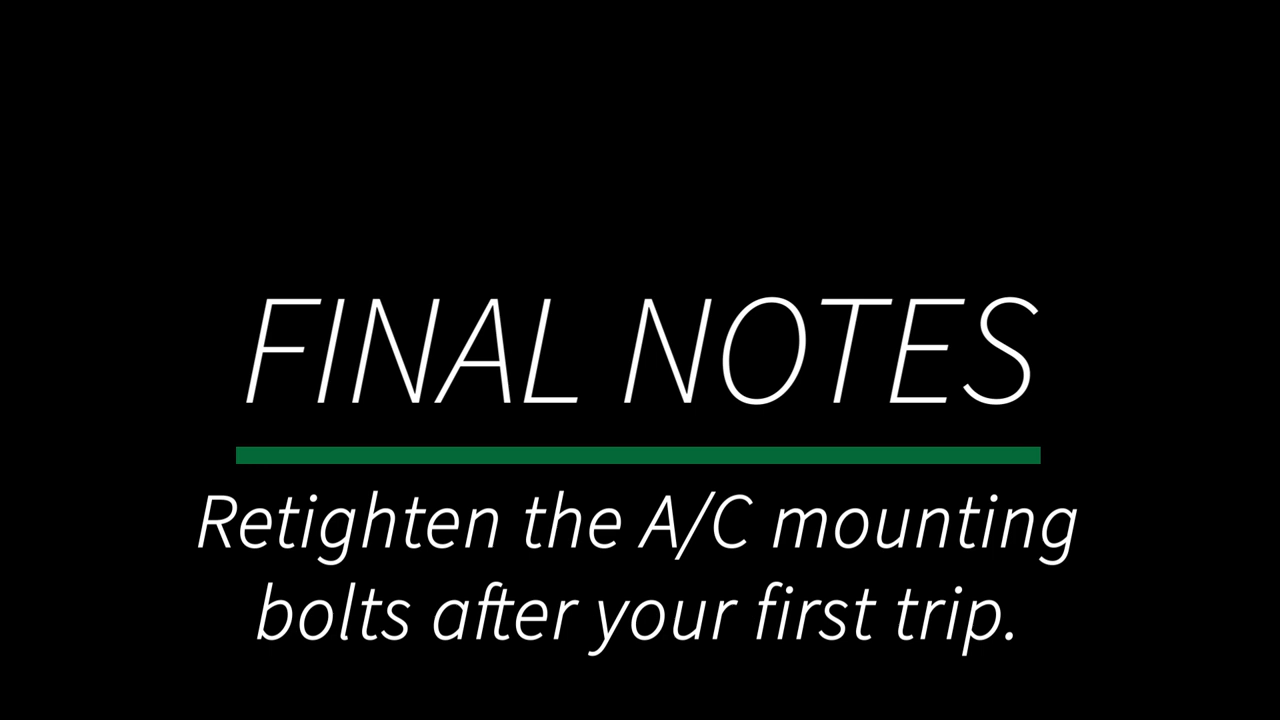 FINAL NOTES
Retighten the A/C mounting
bolts after your first trip.